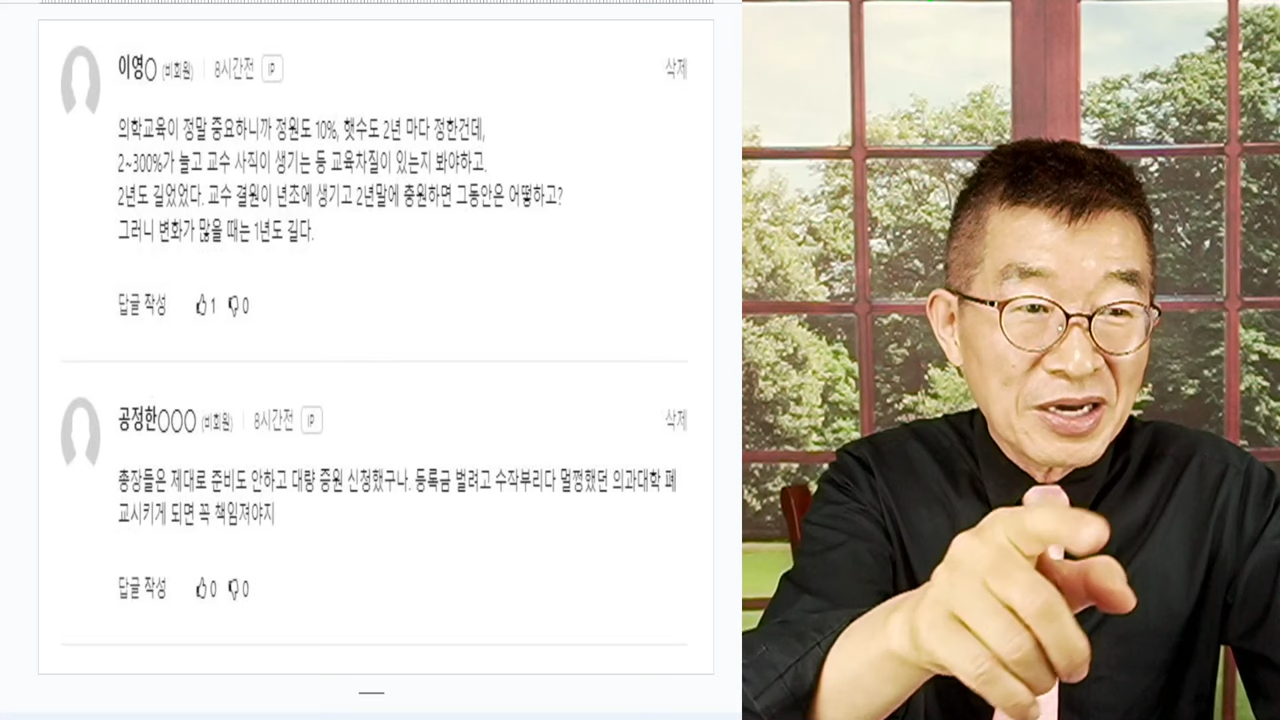 이영○ (비회원) 8시간전 IP 삭제
의학교육이 정말 중요하니까 정원도 10%, 햇수도 2년 마다 정한건데,
2~300%가 늘고 교수 사직이 생기는 등 교육차질이 있는지 봐야하고.
2년도 길었었다. 교수 결원이 년초에 생기고 2년말에 충원하면 그동안은 어떻하고?
그러니 변화가 많을 때는 1년도 길다.
답글 작성 1 0
공정한○○○ (비회원) 8시간전 IP 삭제
총장들은 제대로 준비도 안하고 대량 증원 신청했구나. 등록금 벌려고 수작부리다 멀쩡했던 의과대학 폐
교시키게 되면 꼭 책임져야지
답글 작성 0 0